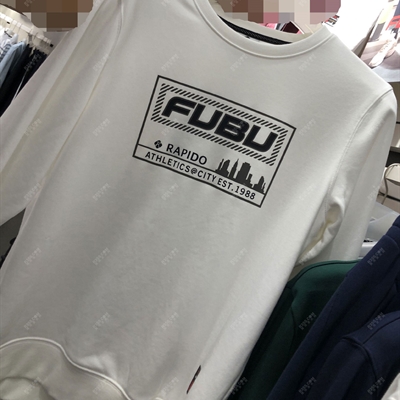 FUBU
RAPIDO
ATHLETICS@CITY EST.1988